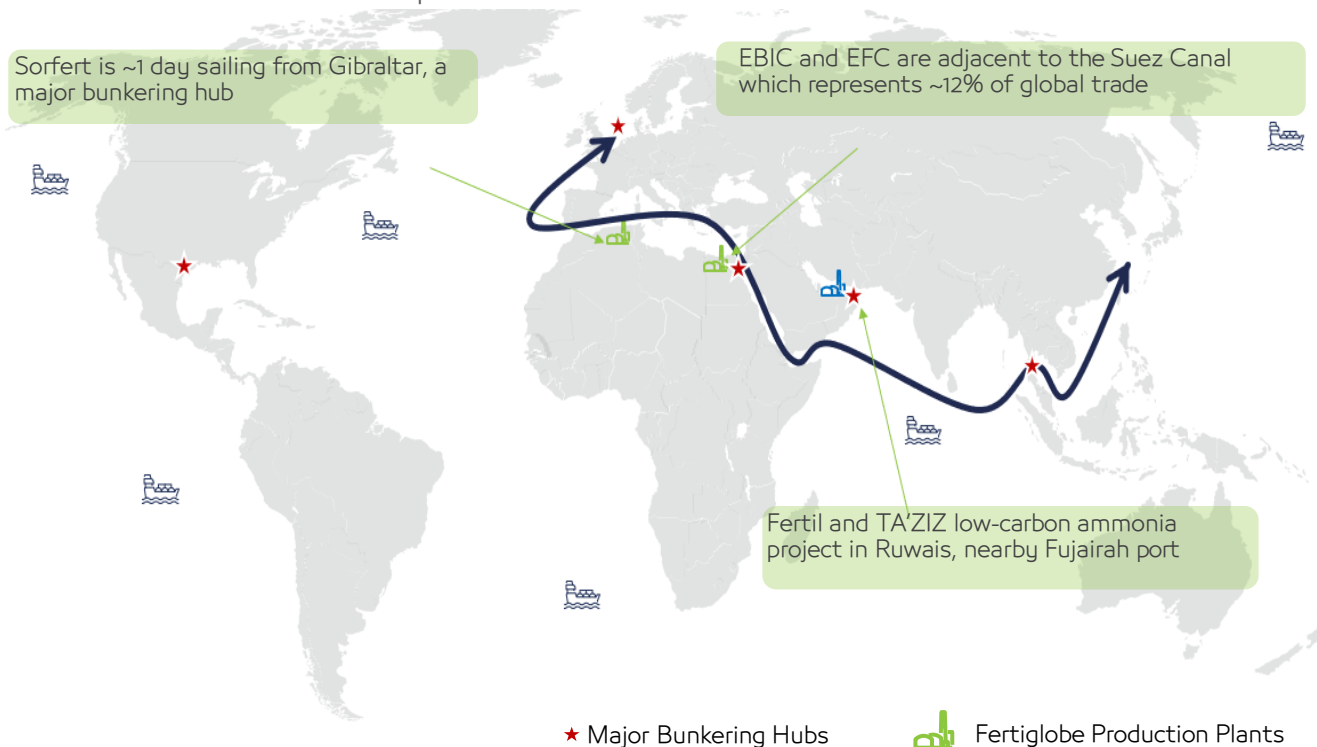 Sorfert is ~1 day sailing from Gibraltar, a
major bunkering hub
EBIC and EFC are adjacent to the Suez Canal
which represents ~12% of global trade
Fertil and TA'ZIZ low-carbon ammonia
project in Ruwais, nearby Fujairah port
Major Bunkering Hubs
Fertiglobe Production Plants